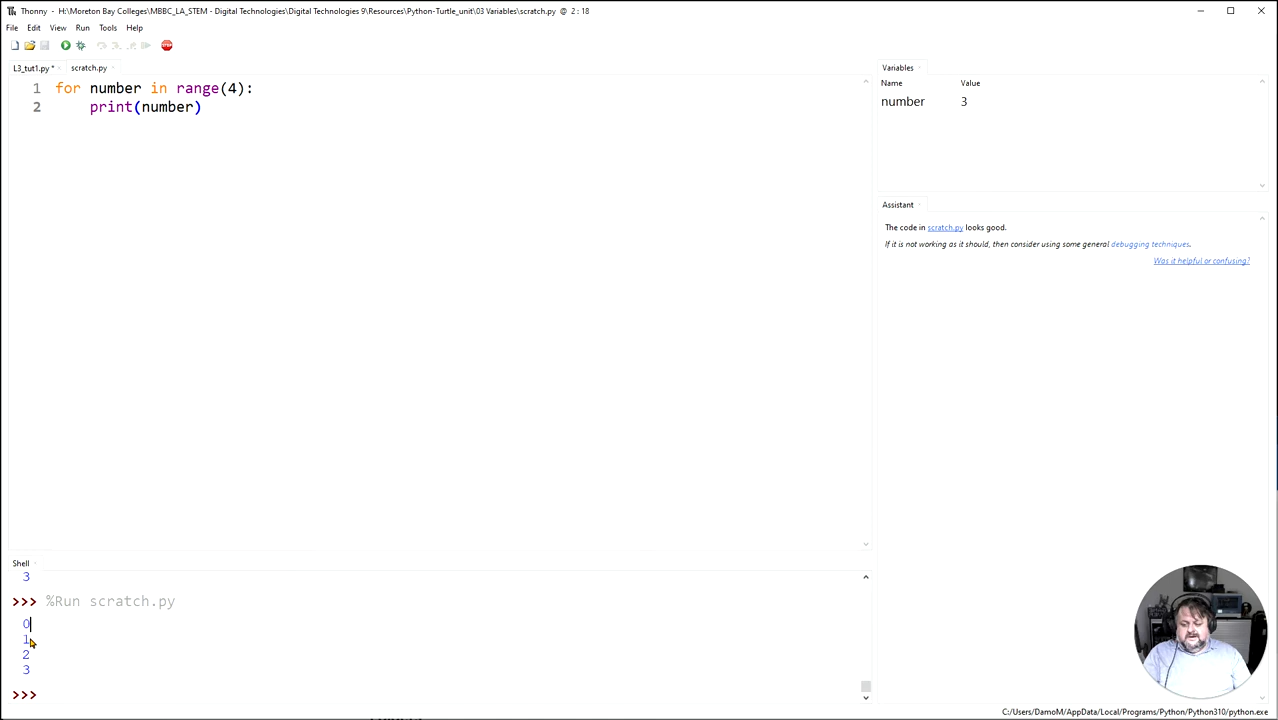 Thonny - H:\Moreton Bay Colleges\MBBC_LA_STEM - Digital Technologies\Digital Technologies 9\Resources\Python-Turtle_unit\03 Variables\scratch.py @ 2 : 18
File Edit View Run Tools Help
STOP
L3_tut1.py * × scratch.py ×
1 for number in range(4):
2     print(number)
Variables ×
Name Value
number 3
Assistant ×
The code in scratch.py looks good.
If it is not working as it should, then consider using some general debugging techniques.
Was it helpful or confusing?
Shell ×
3
>>> %Run scratch.py
0
1
2
3
>>>
C:/Users/DamoM/AppData/Local/Programs/Python/Python310/python.exe